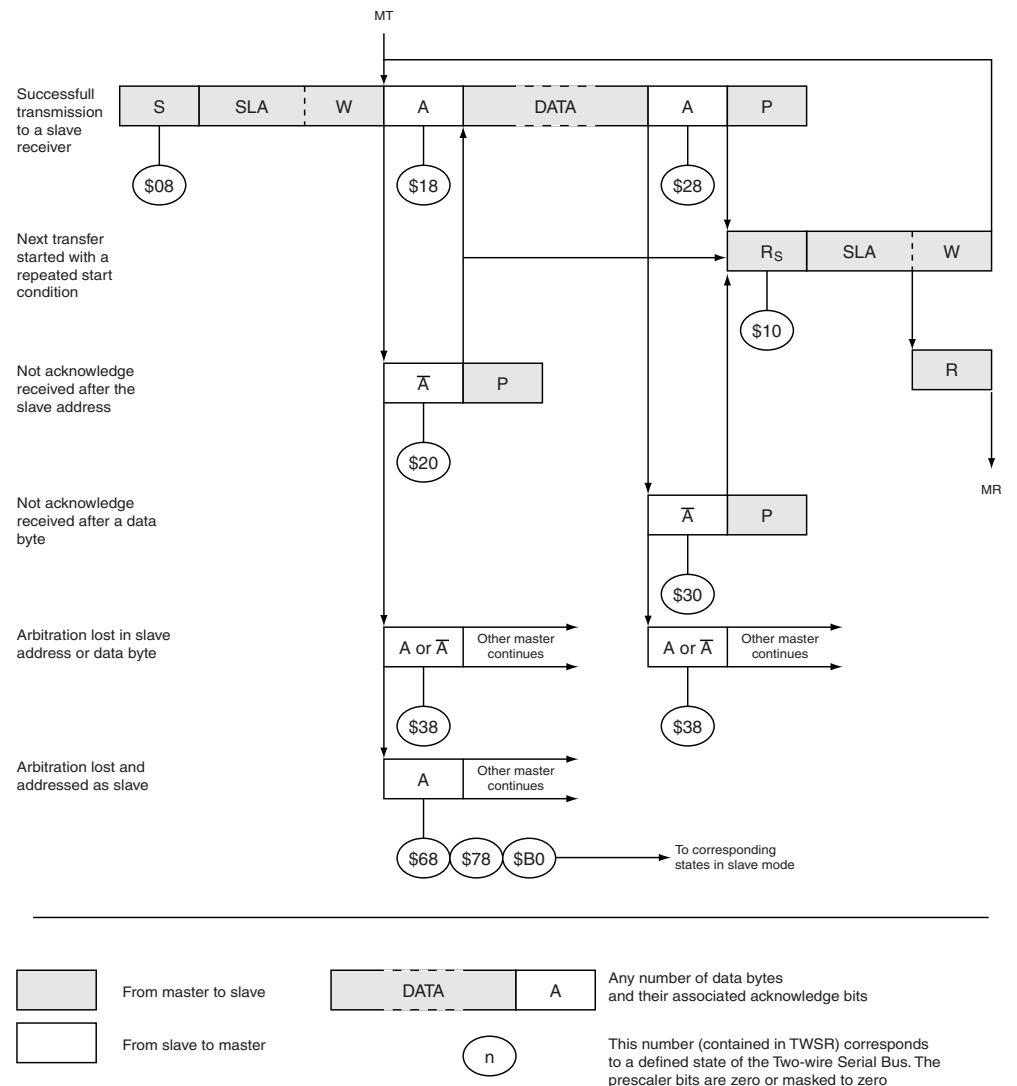 MT
Successfull
transmission
to a slave
receiver
S SLA W A DATA A P
$08 $18 $28
Next transfer
started with a
repeated start
condition
RS SLA W
$10
Not acknowledge
received after the
slave address
A̅ P
R
$20
MR
Not acknowledge
received after a data
byte
A̅ P
$30
Arbitration lost in slave
address or data byte
A or A̅ Other master
continues
A or A̅ Other master
continues
$38 $38
Arbitration lost and
addressed as slave
A Other master
continues
$68 $78 $B0 To corresponding
states in slave mode
From master to slave
DATA A Any number of data bytes
and their associated acknowledge bits
From slave to master
n This number (contained in TWSR) corresponds
to a defined state of the Two-wire Serial Bus. The
prescaler bits are zero or masked to zero